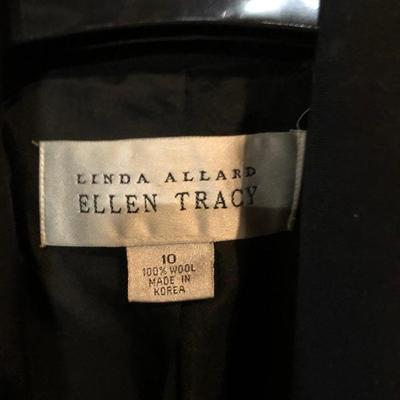 LINDA ALLARD
ELLEN TRACY
10
100% WOOL
MADE IN
KOREA